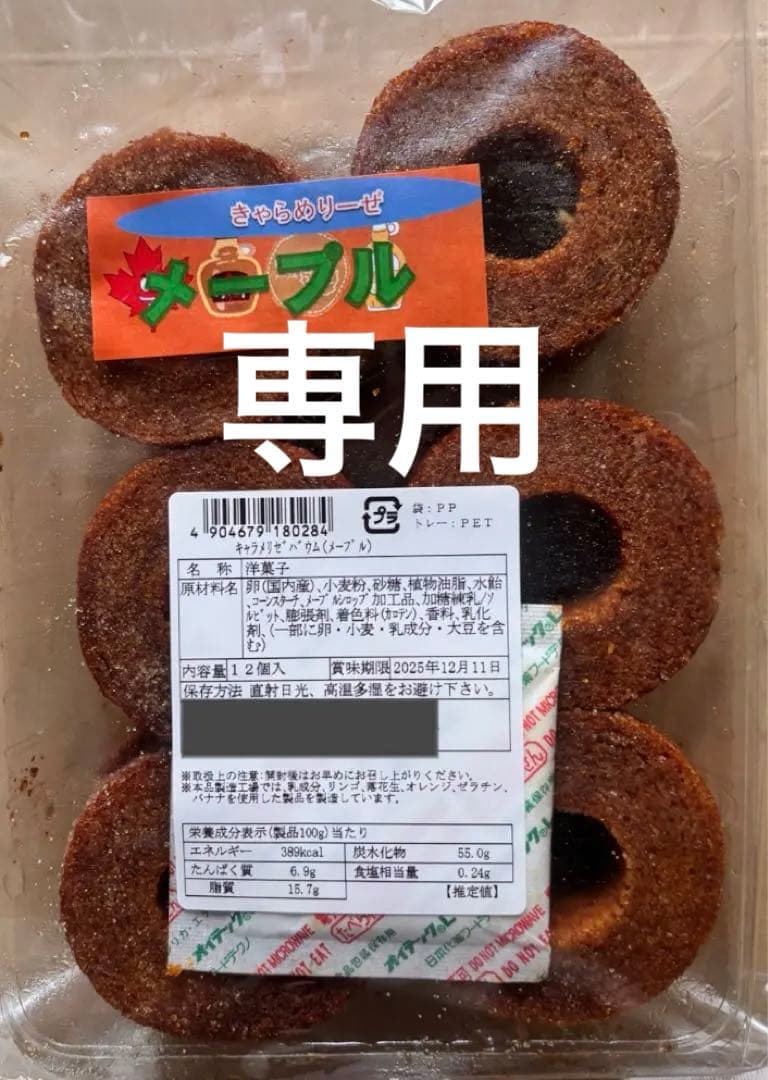 きゃらめりーぜ
メープル
専用
4 904679 180284
プラ
袋:PP
トレー:PET
キャラメリゼバウム(メープル)
名 称 洋菓子
原材料名 卵(国内産)、小麦粉、砂糖、植物油脂、水飴
、コーンスターチ、メープルシロップ加工品、加糖練乳/ソ
ルビット、膨張剤、着色料(カロテン)、香料、乳化
剤、(一部に卵・小麦・乳成分・大豆を含
む)
内容量 12個入 賞味期限 2025年12月11日
保存方法 直射日光、高温多湿をお避け下さい。
※取扱上の注意:開封後はお早めにお召し上がりください。
※本品製造工場では、乳成分、リンゴ、落花生、オレンジ、ゼラチン、
バナナを使用した製品を製造しています。
栄養成分表示(製品100g)当たり
エネルギー 389kcal 炭水化物 55.0g
たんぱく質 6.9g 食塩相当量 0.24g
脂質 15.7g 【推定値】
オイテック®L
DO NOT MICROWAVE
DO NOT EAT